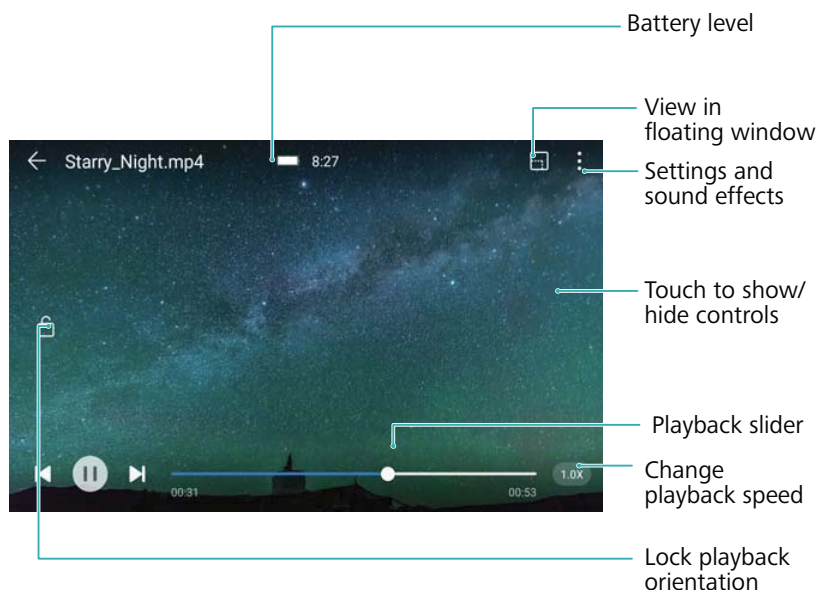 Battery level
View in
floating window
Starry_Night.mp4
8:27
Settings and
sound effects
Touch to show/
hide controls
Playback slider
1.0X
Change
playback speed
00:31
00:53
Lock playback
orientation